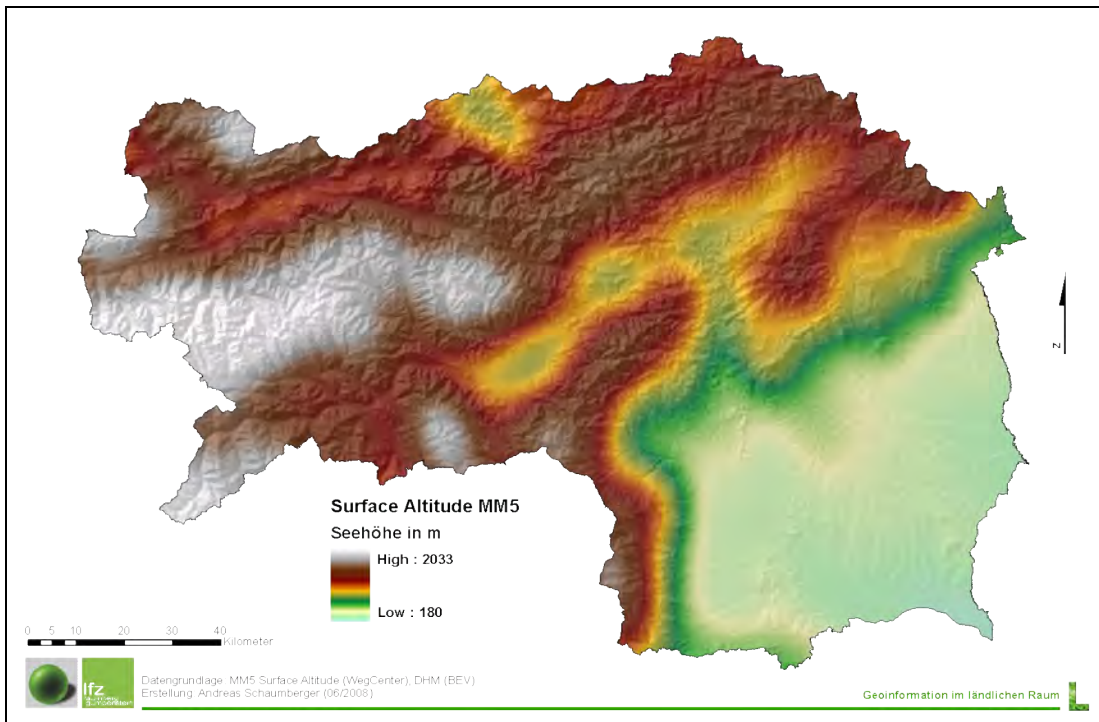 Surface Altitude MM5
Seehöhe in m
High : 2033
Low : 180
z
0 5 10 20 30 40
Kilometer
lfz
Datengrundlage: MM5 Surface Altitude (WegCenter), DHM (BEV)
Erstellung: Andreas Schaumberger (06/2008)
Geoinformation im ländlichen Raum
L